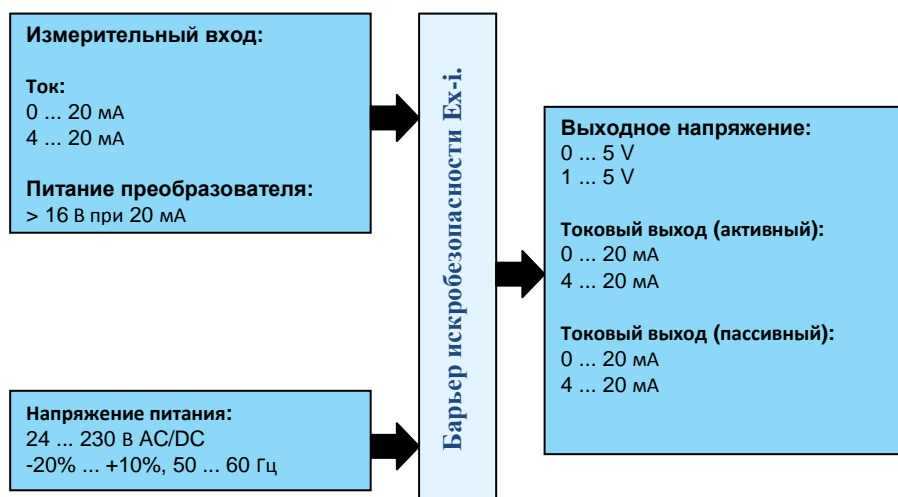 Измерительный вход:
Ток:
0 ... 20 мА
4 ... 20 мА
Питание преобразователя:
> 16 В при 20 мА
Напряжение питания:
24 ... 230 В AC/DC
-20% ... +10%, 50 ... 60 Гц
Барьер искробезопасности Ex-i.
Выходное напряжение:
0 ... 5 V
1 ... 5 V
Токовый выход (активный):
0 ... 20 мА
4 ... 20 мА
Токовый выход (пассивный):
0 ... 20 мА
4 ... 20 мА